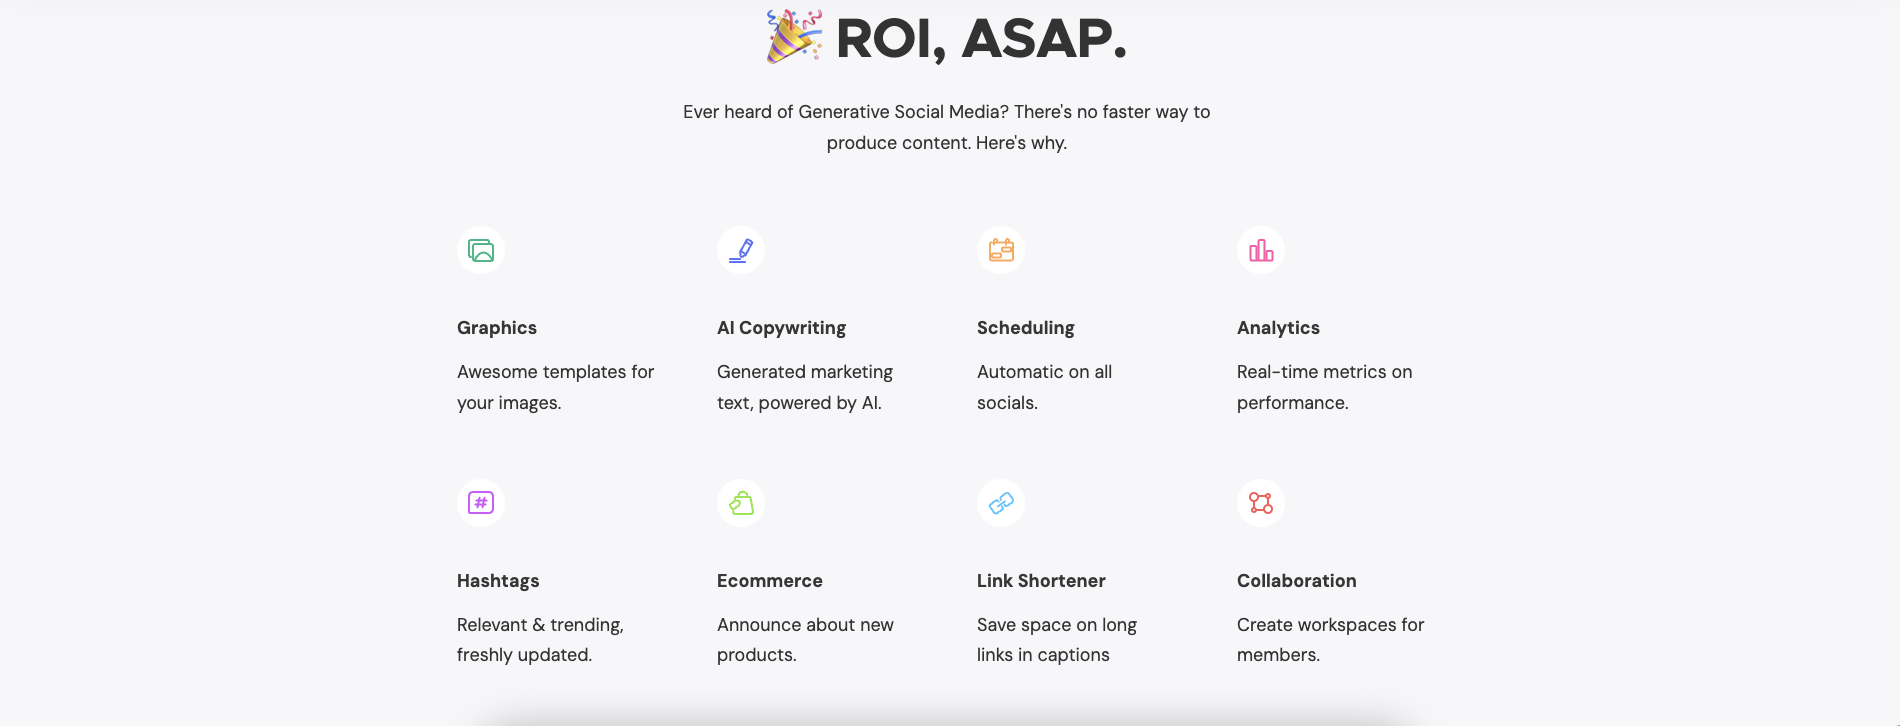 🎉 ROI, ASAP.
Ever heard of Generative Social Media? There's no faster way to
produce content. Here's why.
Graphics
Awesome templates for
your images.
AI Copywriting
Generated marketing
text, powered by AI.
Scheduling
Automatic on all
socials.
Analytics
Real-time metrics on
performance.
#
Hashtags
Relevant & trending,
freshly updated.
Ecommerce
Announce about new
products.
Link Shortener
Save space on long
links in captions
Collaboration
Create workspaces for
members.